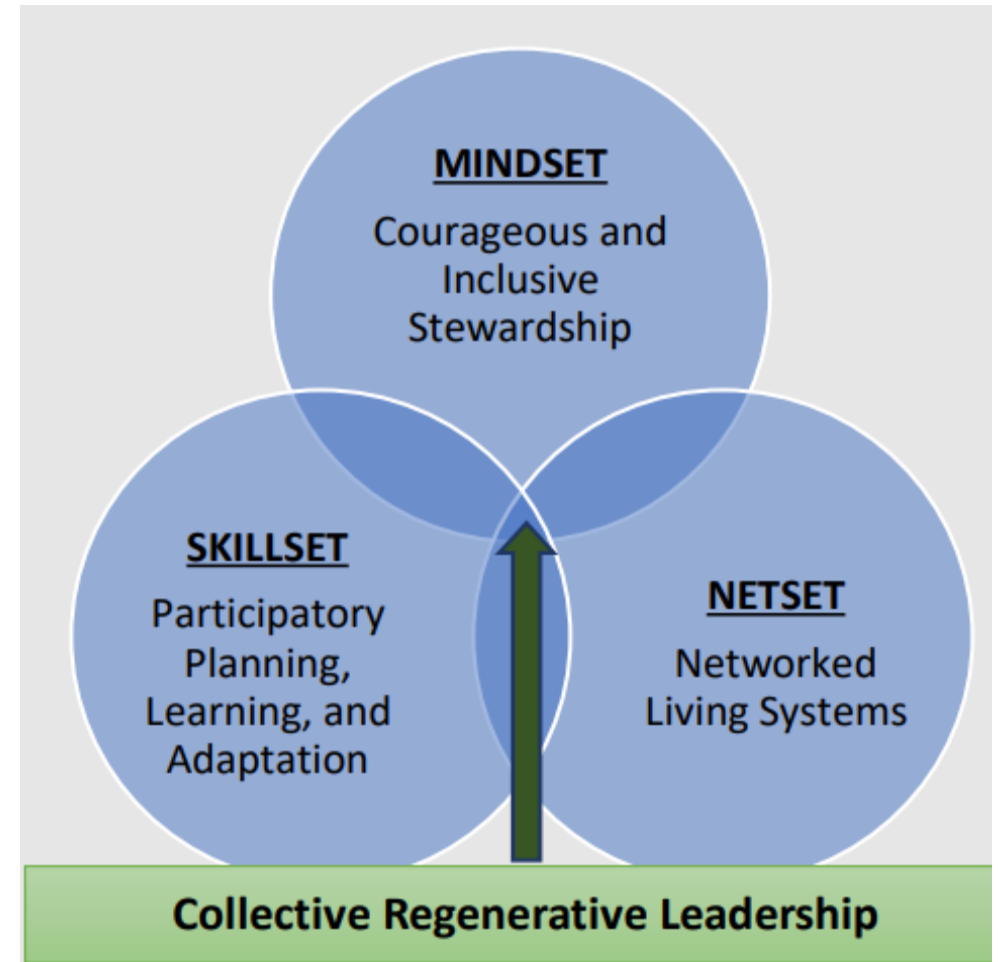 MINDSET
Courageous and
Inclusive
Stewardship
SKILLSET
Participatory
Planning,
Learning, and
Adaptation
NETSET
Networked
Living Systems
Collective Regenerative Leadership